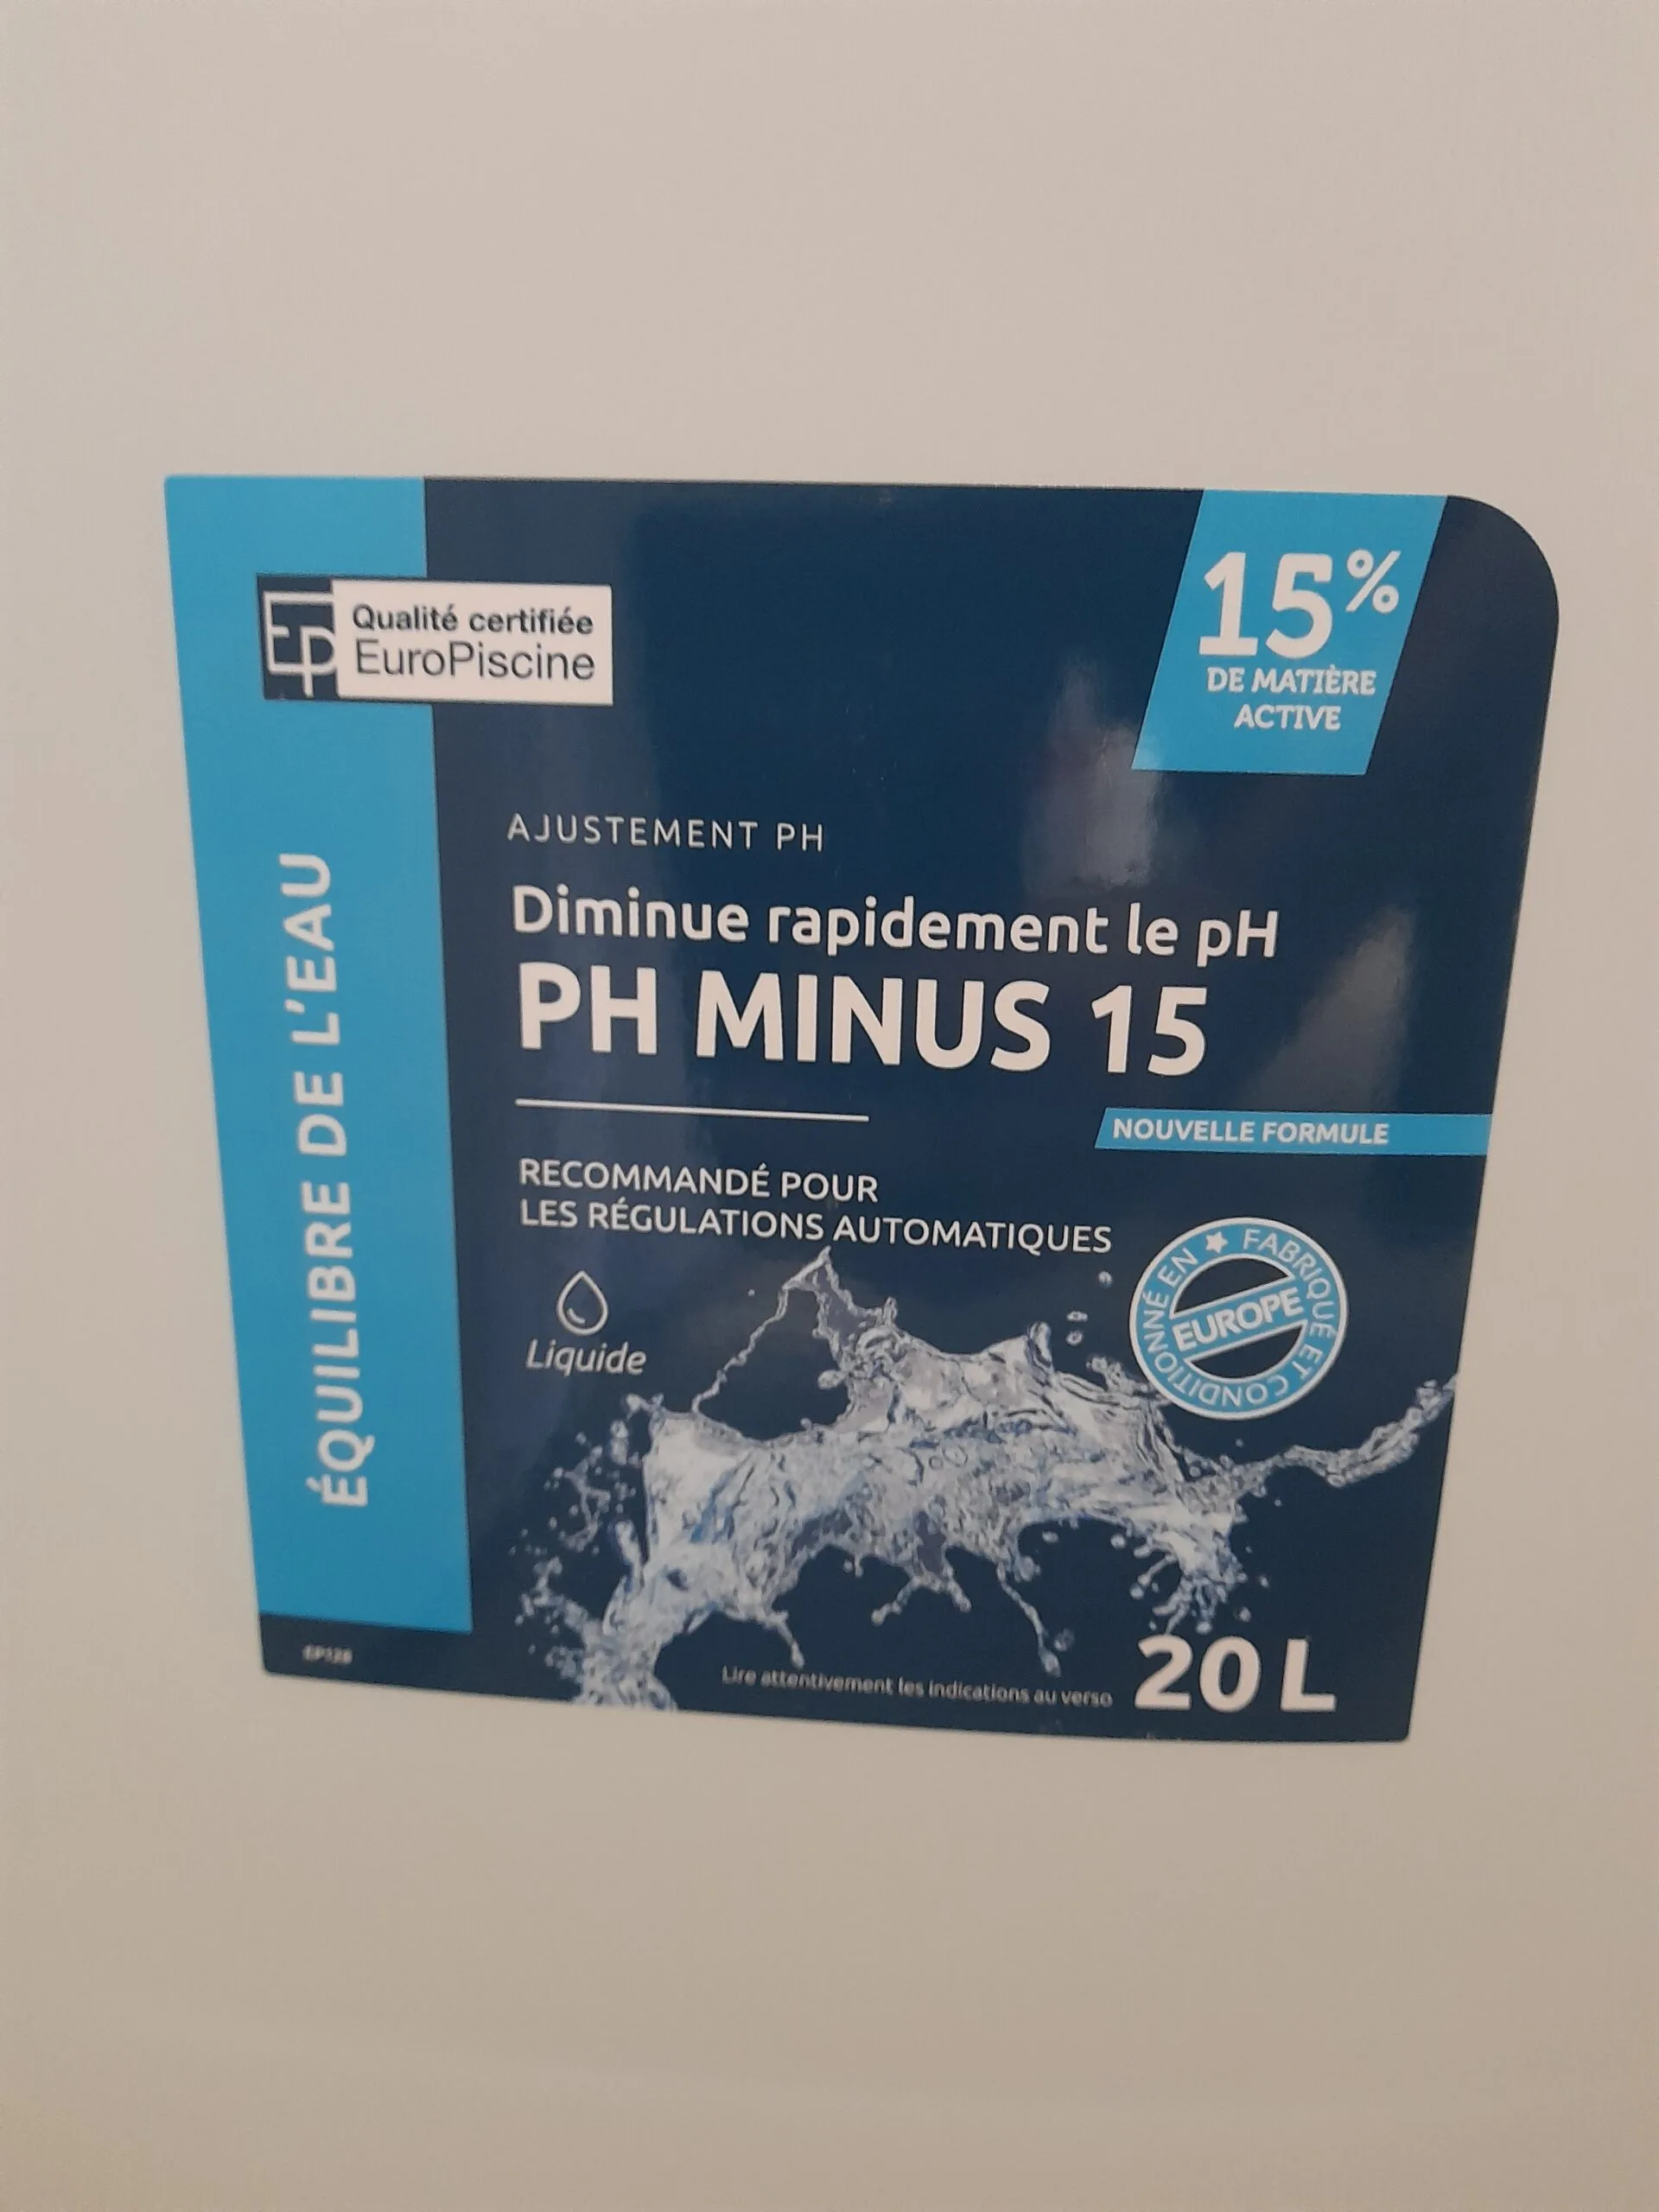 Qualité certifiée
EuroPiscine
15%
DE MATIÈRE
ACTIVE
ÉQUILIBRE DE L'EAU
AJUSTEMENT PH
Diminue rapidement le pH
PH MINUS 15
NOUVELLE FORMULE
RECOMMANDÉ POUR
LES RÉGULATIONS AUTOMATIQUES
Liquide
FABRIQUÉ ET CONDITIONNÉ EN
EUROPE
EP128
Lire attentivement les indications au verso
20 L